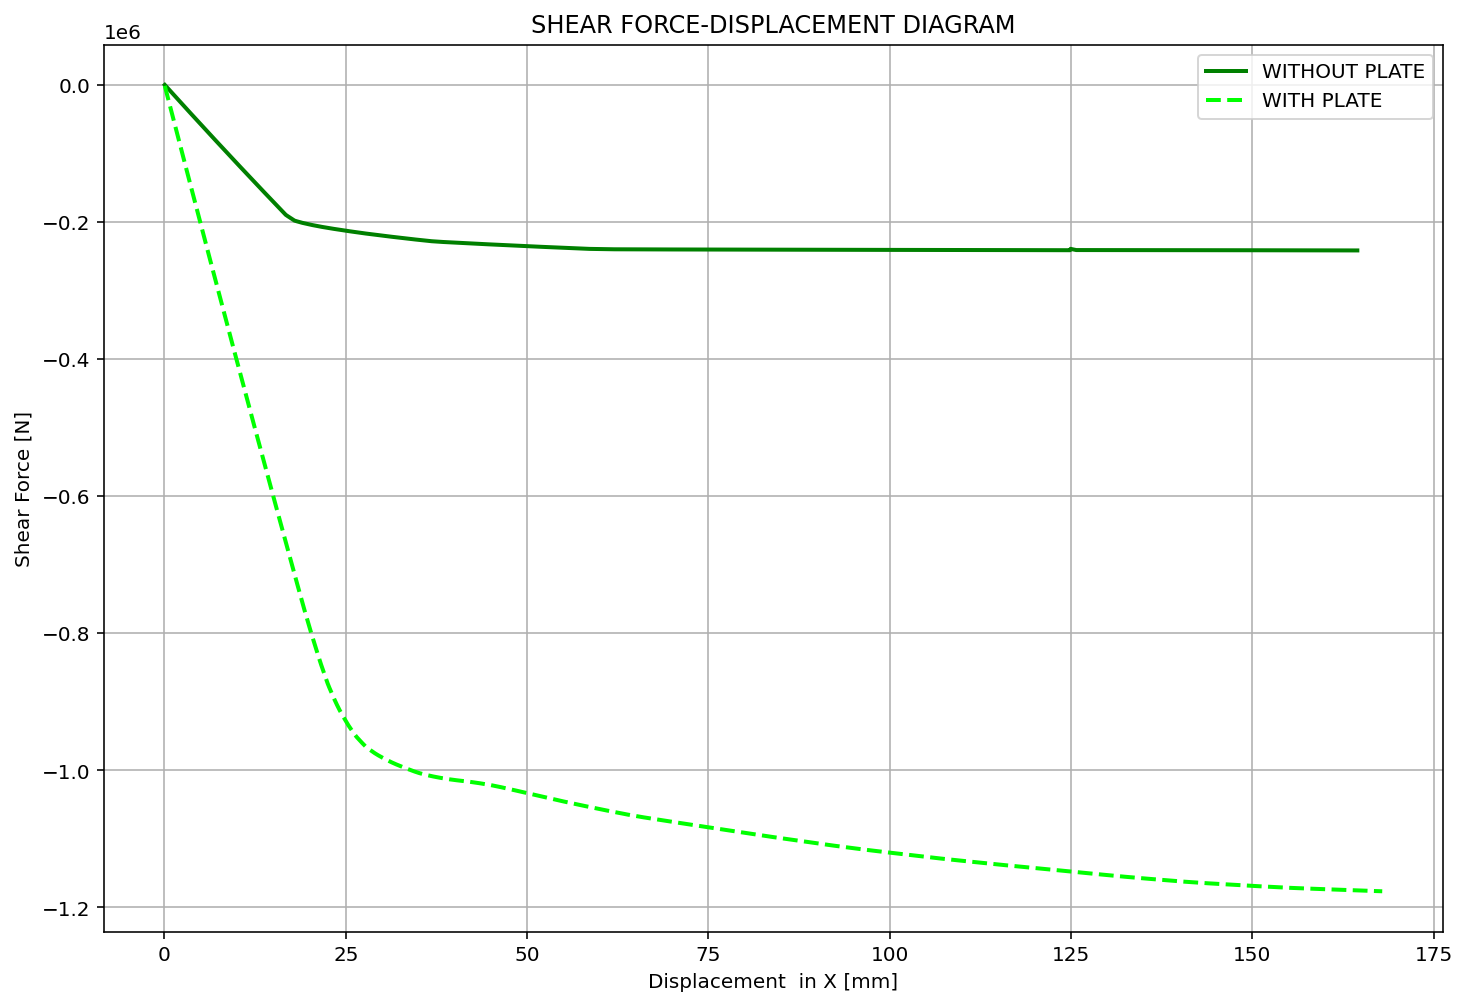 SHEAR FORCE-DISPLACEMENT DIAGRAM
1e6
WITHOUT PLATE
WITH PLATE
0.0
−0.2
−0.4
−0.6
−0.8
−1.0
−1.2
Shear Force [N]
0 25 50 75 100 125 150 175
Displacement  in X [mm]